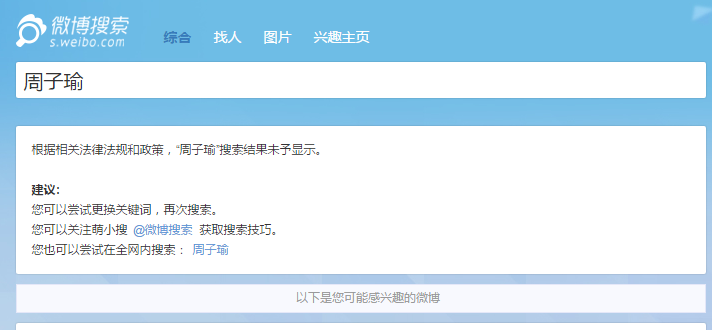 微博搜索
s.weibo.com
综合 找人 图片 兴趣主页
周子瑜
根据相关法律法规和政策，“周子瑜”搜索结果未予显示。
建议：
您可以尝试更换关键词，再次搜索。
您可以关注萌小搜 @微博搜索 获取搜索技巧。
您也可以尝试在全网内搜索： 周子瑜
以下是您可能感兴趣的微博